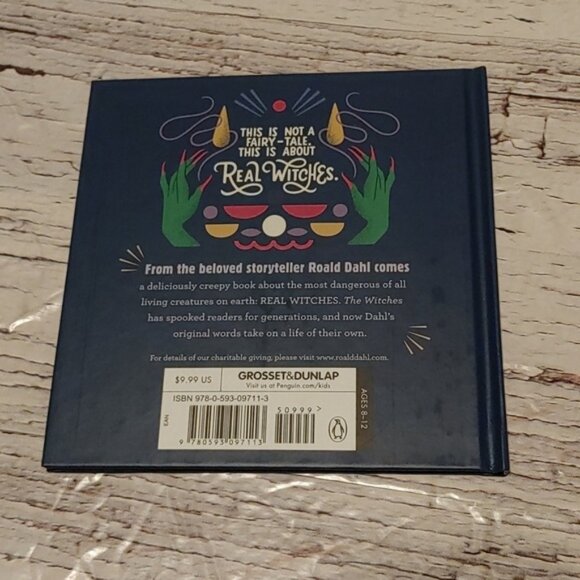 THIS IS NOT A
FAIRY-TALE.
THIS IS ABOUT
REAL WITCHES.
From the beloved storyteller Roald Dahl comes
a deliciously creepy book about the most dangerous of all
living creatures on earth: REAL WITCHES. The Witches
has spooked readers for generations, and now Dahl's
original words take on a life of their own.
For details of our charitable giving, please visit www.roalddahl.com.
$9.99 US
GROSSET&DUNLAP
Visit us at Penguin.com/kids
ISBN 978-0-593-09711-3
50999>
EAN
9 780593 097113
AGES 8-12